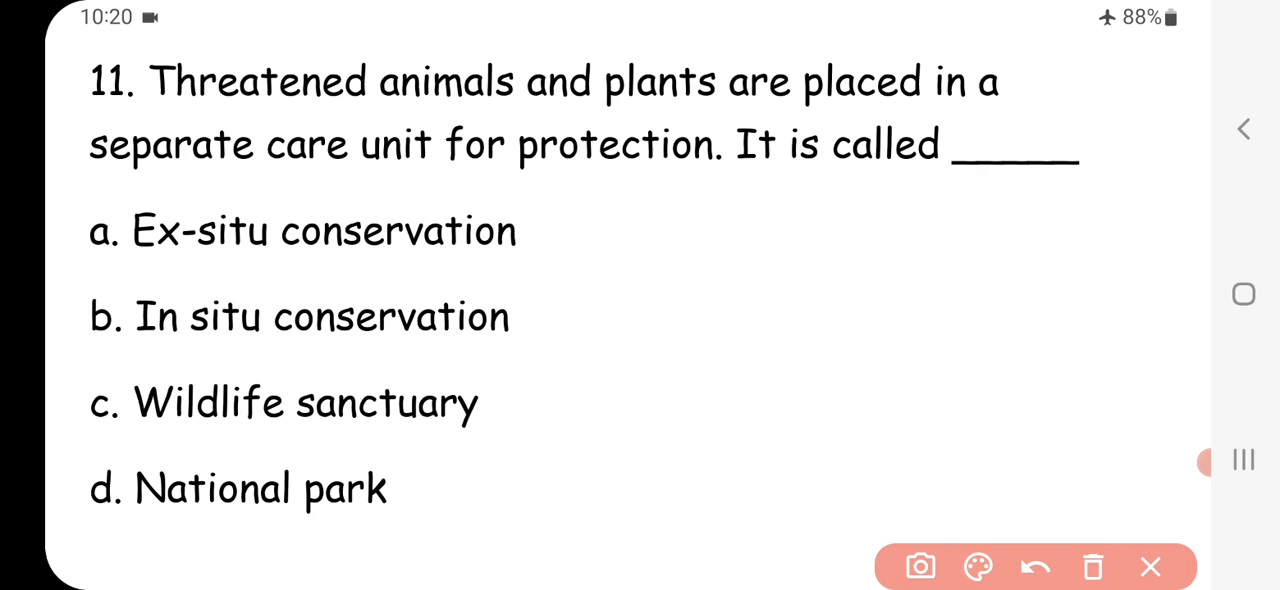 10:20
88%
11. Threatened animals and plants are placed in a
separate care unit for protection. It is called _____
a. Ex-situ conservation
b. In situ conservation
c. Wildlife sanctuary
d. National park